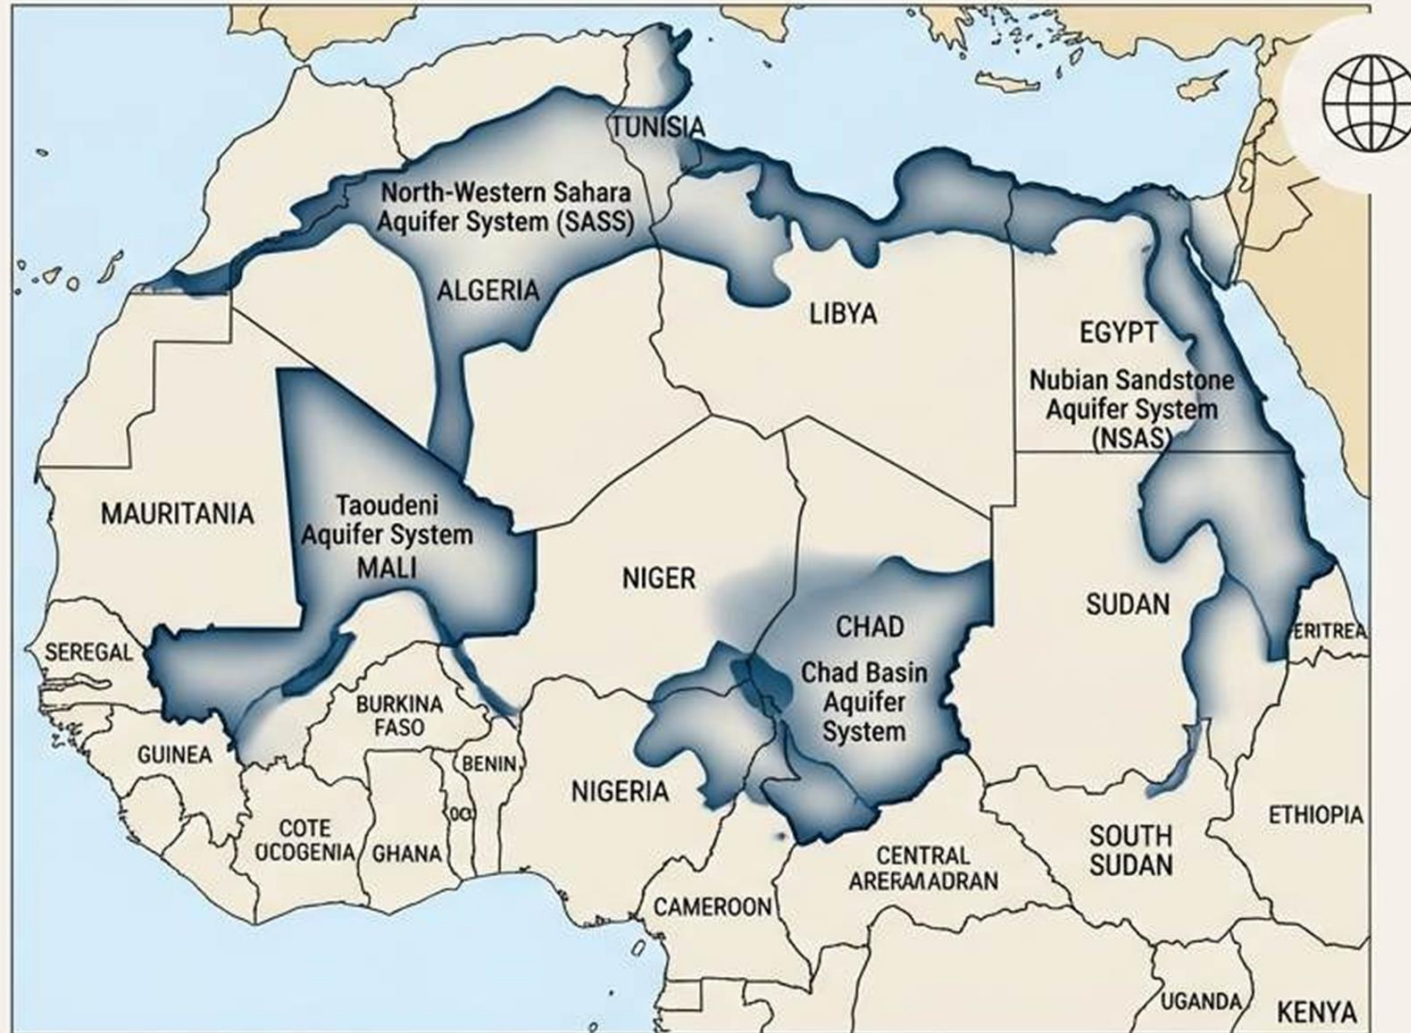 TUNISIA
North-Western Sahara
Aquifer System (SASS)
ALGERIA
LIBYA
EGYPT
Nubian Sandstone
Aquifer System
(NSAS)
MAURITANIA
Taoudeni
Aquifer System
MALI
NIGER
CHAD
Chad Basin
Aquifer
System
SUDAN
ERITREA
SEREGAL
BURKINA
FASO
GUINEA
BENIN
NIGERIA
COTE
OCOGENIA
GHANA
ETHIOPIA
SOUTH
SUDAN
CENTRAL
CAMEROON
UGANDA
KENYA